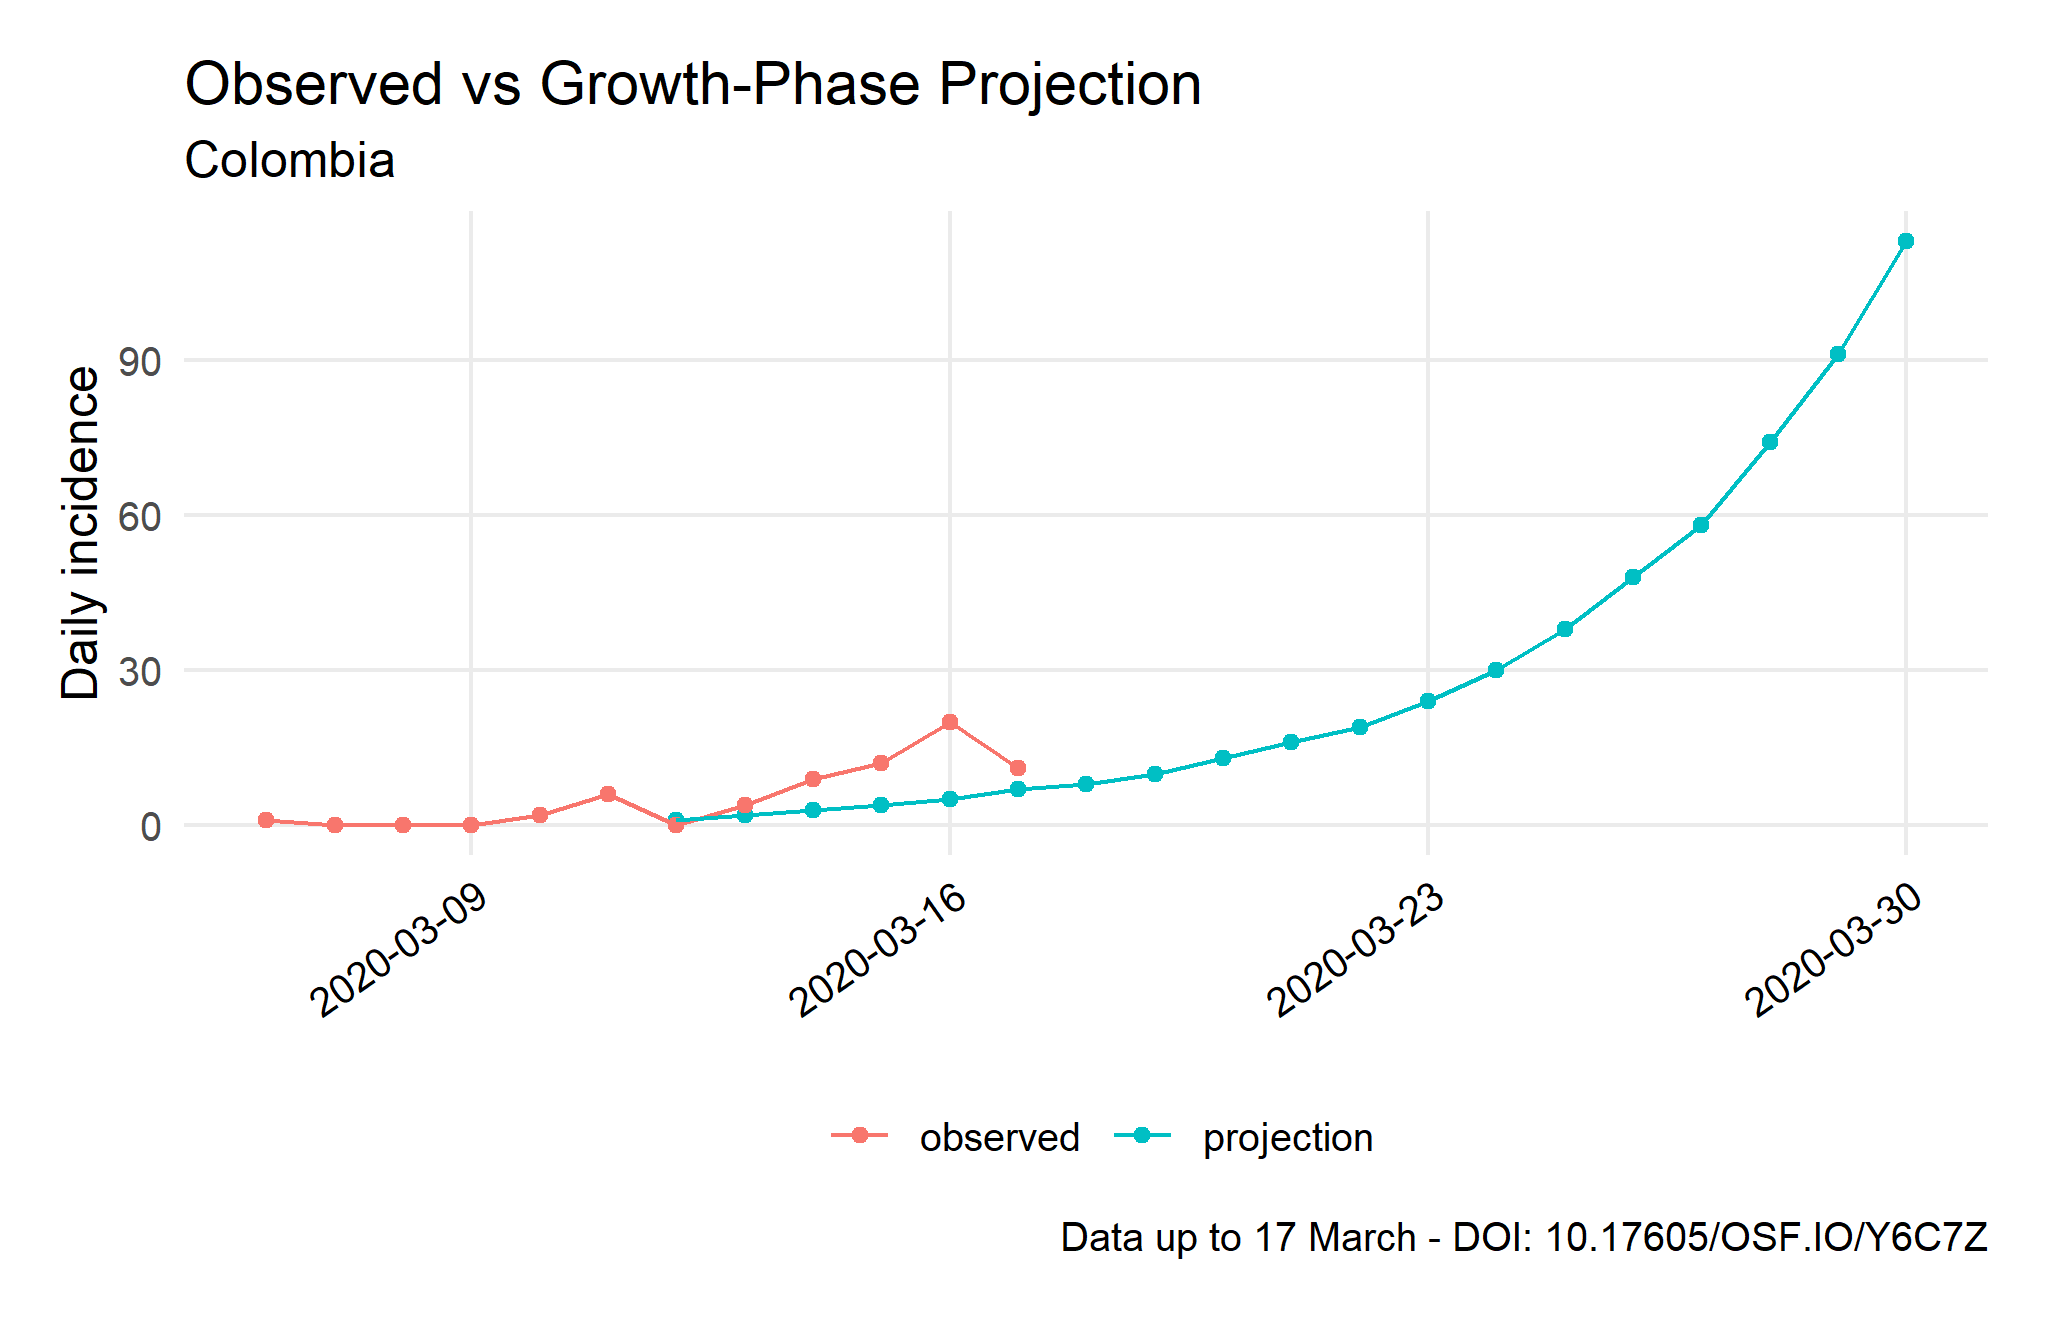 Observed vs Growth-Phase Projection
Colombia
Daily incidence
90
60
30
0
2020-03-09
2020-03-16
2020-03-23
2020-03-30
observed
projection
Data up to 17 March - DOI: 10.17605/OSF.IO/Y6C7Z